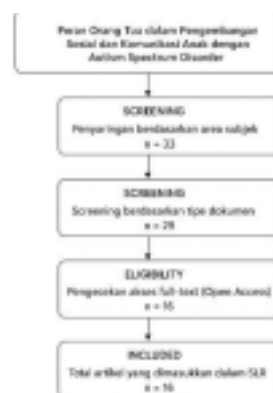 Peran Orang Tua dalam Pengembangan
Sosial dan Komunikasi Anak dengan
Autism Spectrum Disorder
SCREENING
Penyaringan berdasarkan area subjek
n = 33
SCREENING
Screening berdasarkan tipe dokumen
n = 29
ELIGIBILITY
Pengecekan akses full-text (Open Access)
n = 16
INCLUDED
Total artikel yang dimasukkan dalam SLR
n = 16